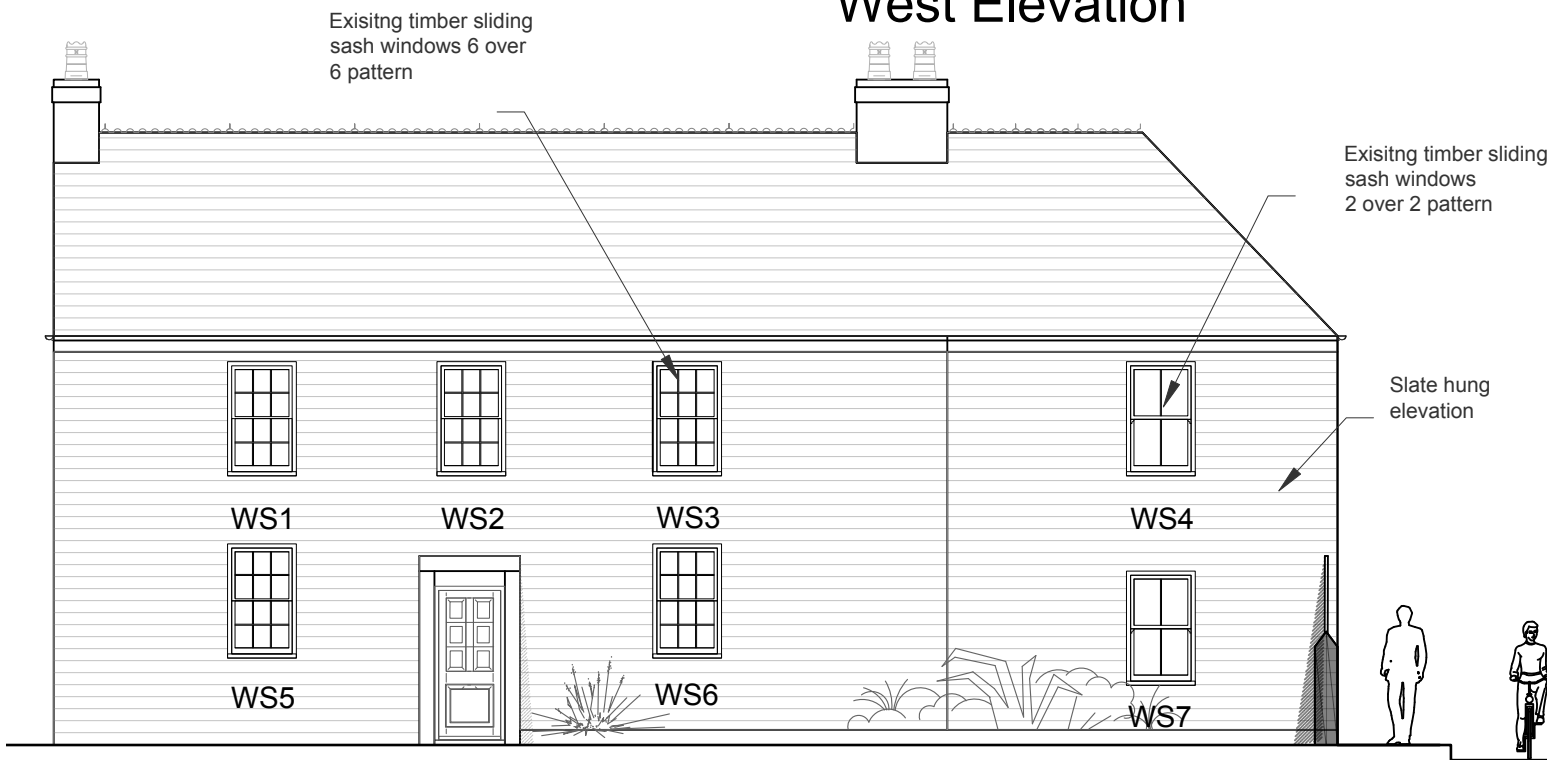 West Elevation
Exisitng timber sliding
sash windows 6 over
6 pattern
Exisitng timber sliding
sash windows
2 over 2 pattern
Slate hung
elevation
WS1
WS2
WS3
WS4
WS5
WS6
WS7